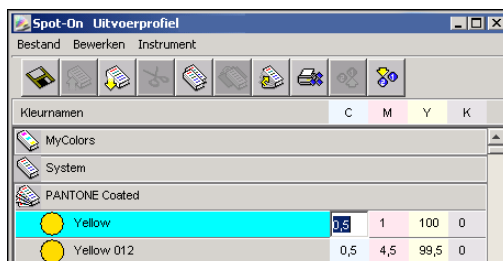 Spot-On Uitvoerprofiel
Bestand Bewerken Instrument
Kleurnamen C M Y K
MyColors
System
PANTONE Coated
Yellow 0,5 1 100 0
Yellow 012 0,5 4,5 99,5 0